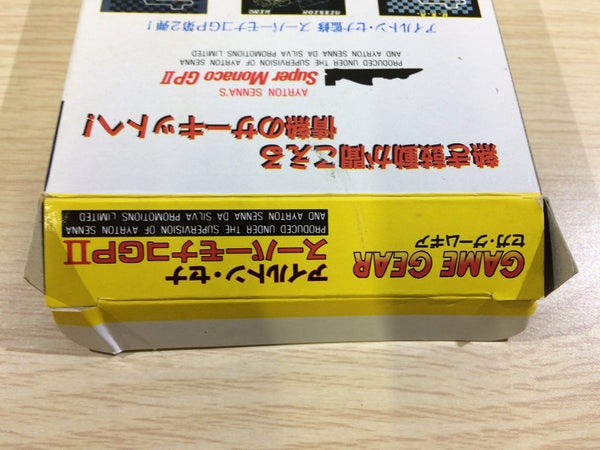 GAME GEAR
セガ・ゲームギア
アイルトン・セナ
スーパーモナコGPⅡ
PRODUCED UNDER THE SUPERVISION OF AYRTON SENNA
AND AYRTON SENNA DA SILVA PROMOTIONS LIMITED
熱き鼓動が聞こえる
情熱のサーキットへ!
AYRTON SENNA'S
Super Monaco GPⅡ
PRODUCED UNDER THE SUPERVISION OF AYRTON SENNA
AND AYRTON SENNA DA SILVA PROMOTIONS LIMITED
アイルトン・セナ監修 スーパーモナコGP第2弾!